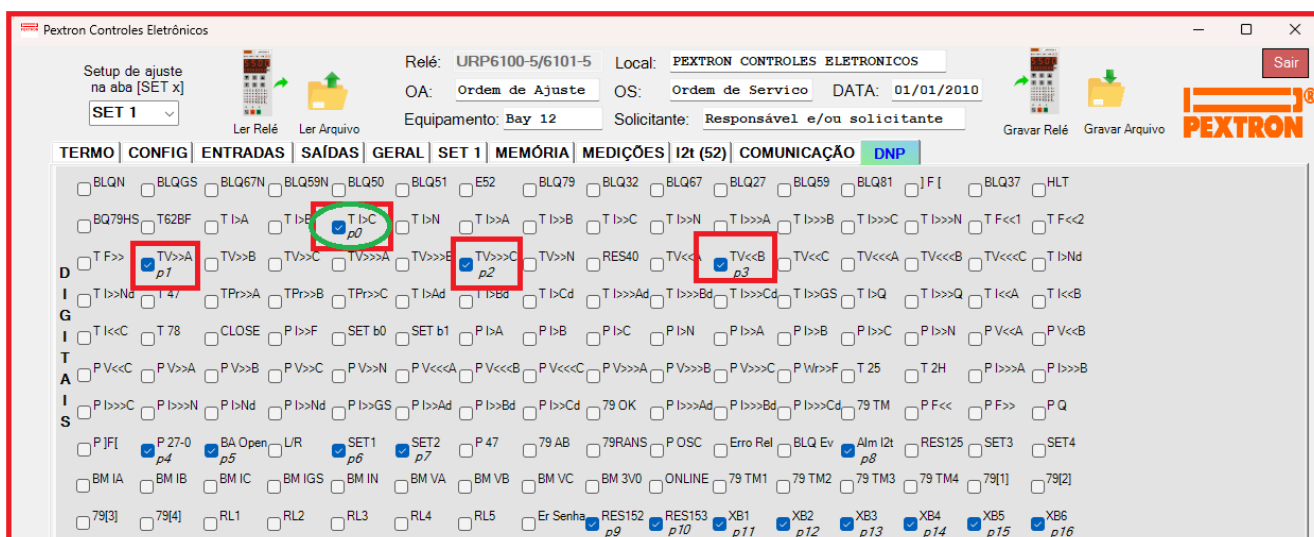 PEXTRON Pextron Controles Eletrônicos
Setup de ajuste
na aba [SET x]
SET 1
Ler Relé Ler Arquivo
Relé: URP6100-5/6101-5 Local: PEXTRON CONTROLES ELETRONICOS
OA: Ordem de Ajuste OS: Ordem de Servico DATA: 01/01/2010
Equipamento: Bay 12 Solicitante: Responsável e/ou solicitante
Gravar Relé Gravar Arquivo
Sair
PEXTRON®
TERMO CONFIG ENTRADAS SAÍDAS GERAL SET 1 MEMÓRIA MEDIÇÕES I2t (52) COMUNICAÇÃO DNP
DIGITAIS
BLQN BLQGS BLQ67N BLQ59N BLQ50 BLQ51 E52 BLQ79 BLQ32 BLQ67 BLQ27 BLQ59 BLQ81 ]F[ BLQ37 HLT
BQ79HS T62BF T I>A T I>B T I>C T I>N T I>>A T I>>B T I>>C T I>>N T I>>>A T I>>>B T I>>>C T I>>>N T F<<1 T F<<2
p0
T F>> TV>>A TV>>B TV>>C TV>>>A TV>>>B TV>>>C TV>>N RES40 TV<<A TV<<B TV<<C TV<<<A TV<<<B TV<<<C T I>Nd
p1 p2 p3
T I>>Nd T 47 TPr>>A TPr>>B TPr>>C T I>Ad T I>Bd T I>Cd T I>>>Ad T I>>>Bd T I>>>Cd T I>>GS T I>Q T I>>>Q T I<<A T I<<B
T I<<C T 78 CLOSE P I>>F SET b0 SET b1 P I>A P I>B P I>C P I>N P I>>A P I>>B P I>>C P I>>N P V<<A P V<<B
P V<<C P V>>A P V>>B P V>>C P V>>N P V<<<A P V<<<B P V<<<C P V>>>A P V>>>B P V>>>C P Wr>>F T 25 T 2H P I>>>A P I>>>B
P I>>>C P I>>>N P I>Nd P I>>Nd P I>>GS P I>>Ad P I>>Bd P I>>Cd 79 OK P I>>>Ad P I>>>Bd P I>>>Cd 79 TM P F<< P F>> P Q
P ]F[ P 27-0 BA Open L/R SET1 SET2 P 47 79 AB 79RANS P OSC Erro Rel BLQ Ev Alm I2t RES125 SET3 SET4
p4 p5 p6 p7 p8
BM IA BM IB BM IC BM IGS BM IN BM VA BM VB BM VC BM 3V0 ONLINE 79 TM1 79 TM2 79 TM3 79 TM4 79[1] 79[2]
79[3] 79[4] RL1 RL2 RL3 RL4 RL5 Er Senha RES152 RES153 XB1 XB2 XB3 XB4 XB5 XB6
p9 p10 p11 p12 p13 p14 p15 p16